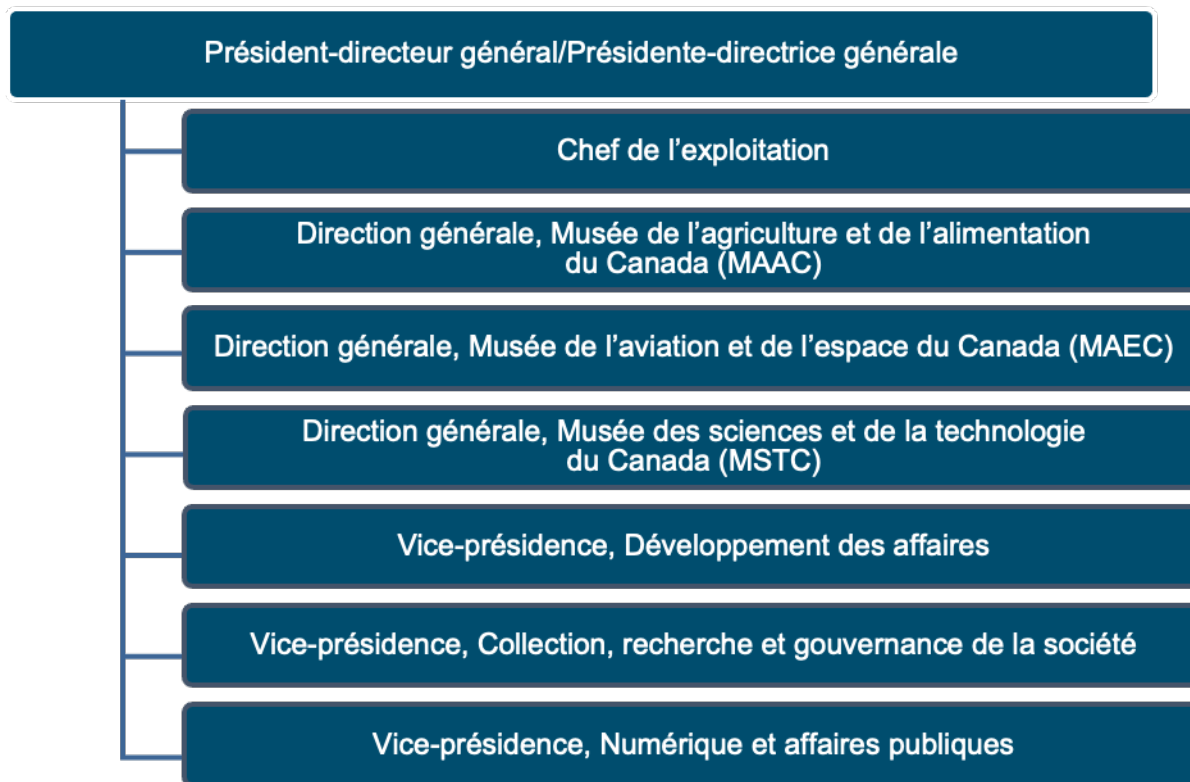 Président-directeur général/Présidente-directrice générale
Chef de l’exploitation
Direction générale, Musée de l’agriculture et de l’alimentation
du Canada (MAAC)
Direction générale, Musée de l’aviation et de l’espace du Canada (MAEC)
Direction générale, Musée des sciences et de la technologie
du Canada (MSTC)
Vice-présidence, Développement des affaires
Vice-présidence, Collection, recherche et gouvernance de la société
Vice-présidence, Numérique et affaires publiques